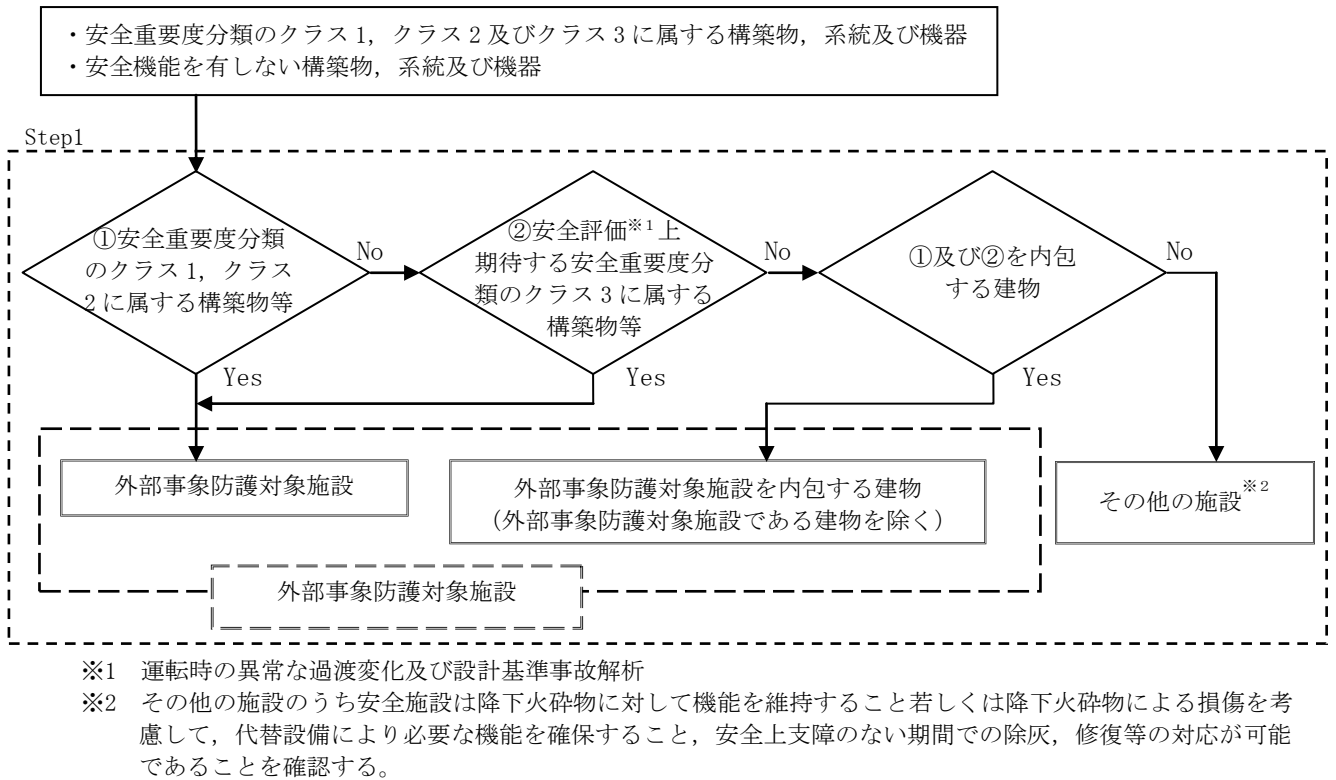 ・安全重要度分類のクラス1，クラス2及びクラス3に属する構築物，系統及び機器
・安全機能を有しない構築物，系統及び機器
Step1
①安全重要度分類
のクラス1，クラス
2に属する構築物等
No
②安全評価※1上
期待する安全重要度分
類のクラス3に属する
構築物等
No
①及び②を内包
する建物
No
Yes
Yes
Yes
外部事象防護対象施設
外部事象防護対象施設を内包する建物
（外部事象防護対象施設である建物を除く）
その他の施設※2
外部事象防護対象施設
※1 運転時の異常な過渡変化及び設計基準事故解析
※2 その他の施設のうち安全施設は降下火砕物に対して機能を維持すること若しくは降下火砕物による損傷を考
慮して，代替設備により必要な機能を確保すること，安全上支障のない期間での除灰，修復等の対応が可能
であることを確認する。